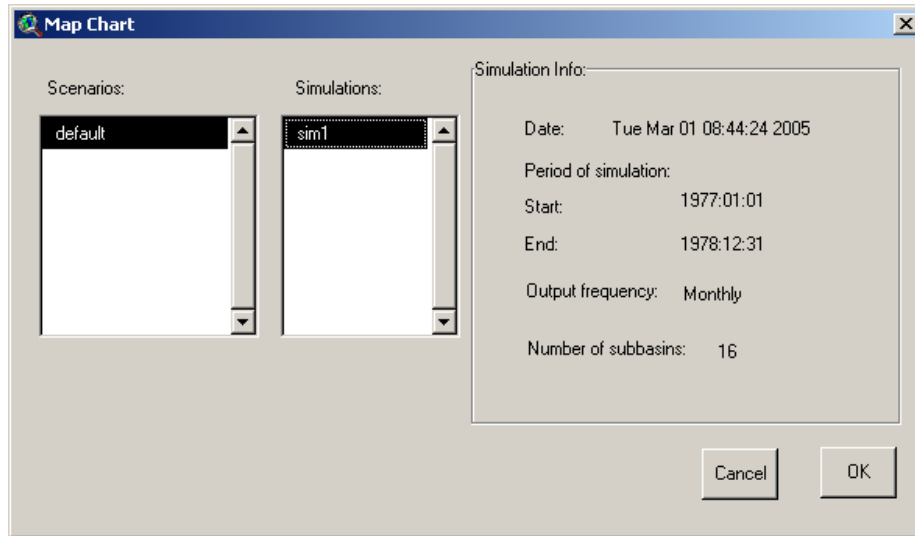 Map Chart
Scenarios:
default
Simulations:
sim1
Simulation Info:
Date: Tue Mar 01 08:44:24 2005
Period of simulation:
Start: 1977:01:01
End: 1978:12:31
Output frequency: Monthly
Number of subbasins: 16
Cancel
OK